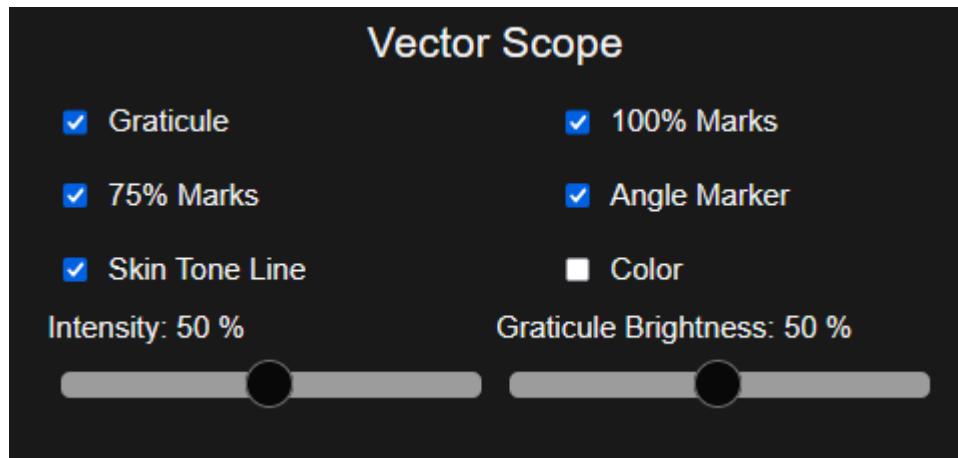 Vector Scope
Graticule
100% Marks
75% Marks
Angle Marker
Skin Tone Line
Color
Intensity: 50 %
Graticule Brightness: 50 %